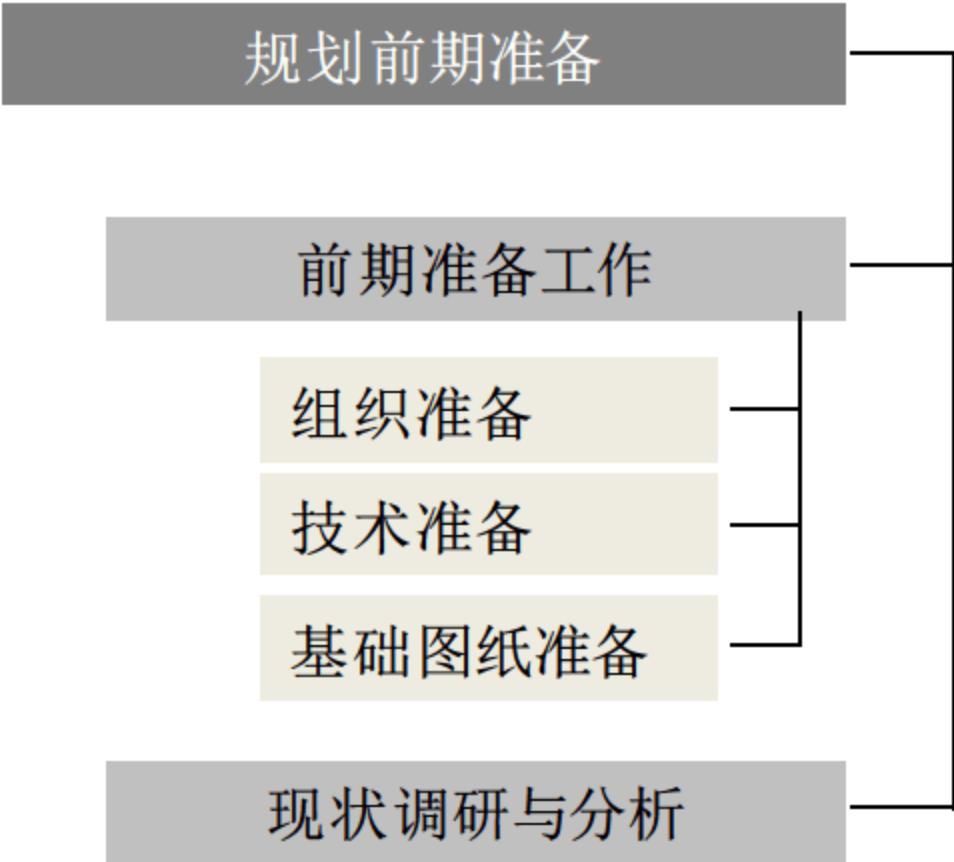 规划前期准备
前期准备工作
组织准备
技术准备
基础图纸准备
现状调研与分析